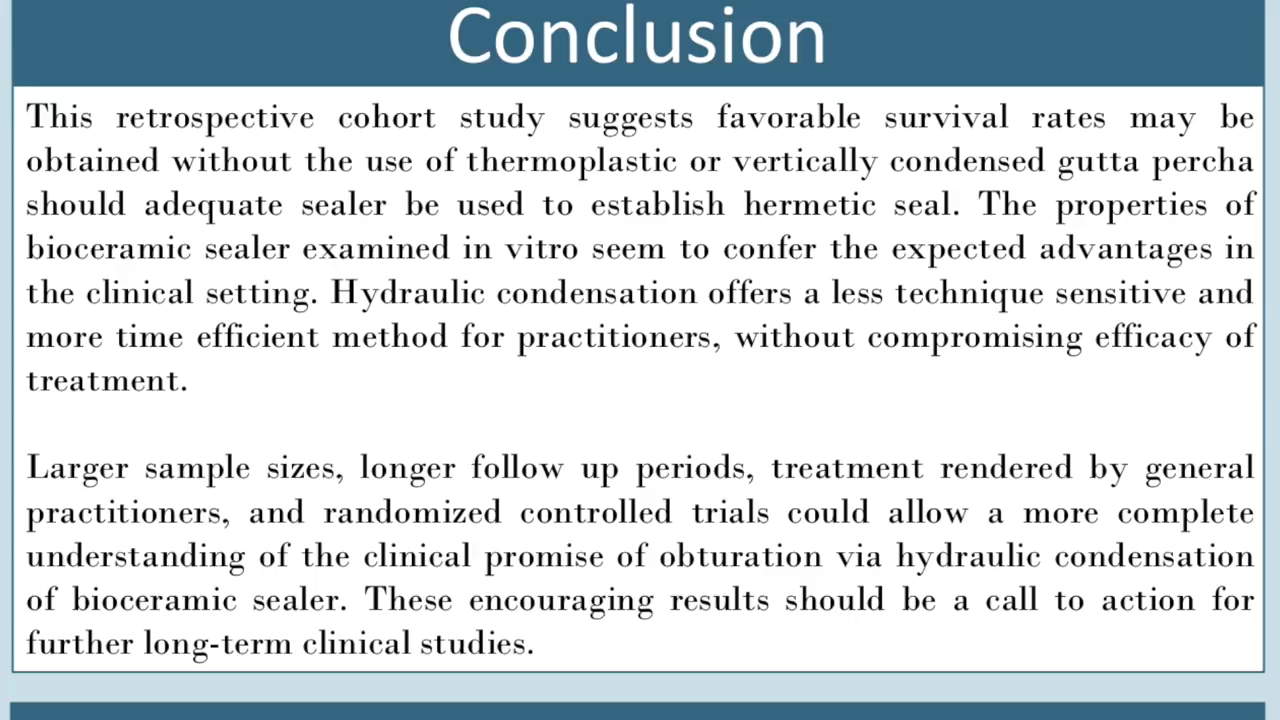 Conclusion
This retrospective cohort study suggests favorable survival rates may be
obtained without the use of thermoplastic or vertically condensed gutta percha
should adequate sealer be used to establish hermetic seal. The properties of
bioceramic sealer examined in vitro seem to confer the expected advantages in
the clinical setting. Hydraulic condensation offers a less technique sensitive and
more time efficient method for practitioners, without compromising efficacy of
treatment.
Larger sample sizes, longer follow up periods, treatment rendered by general
practitioners, and randomized controlled trials could allow a more complete
understanding of the clinical promise of obturation via hydraulic condensation
of bioceramic sealer. These encouraging results should be a call to action for
further long-term clinical studies.